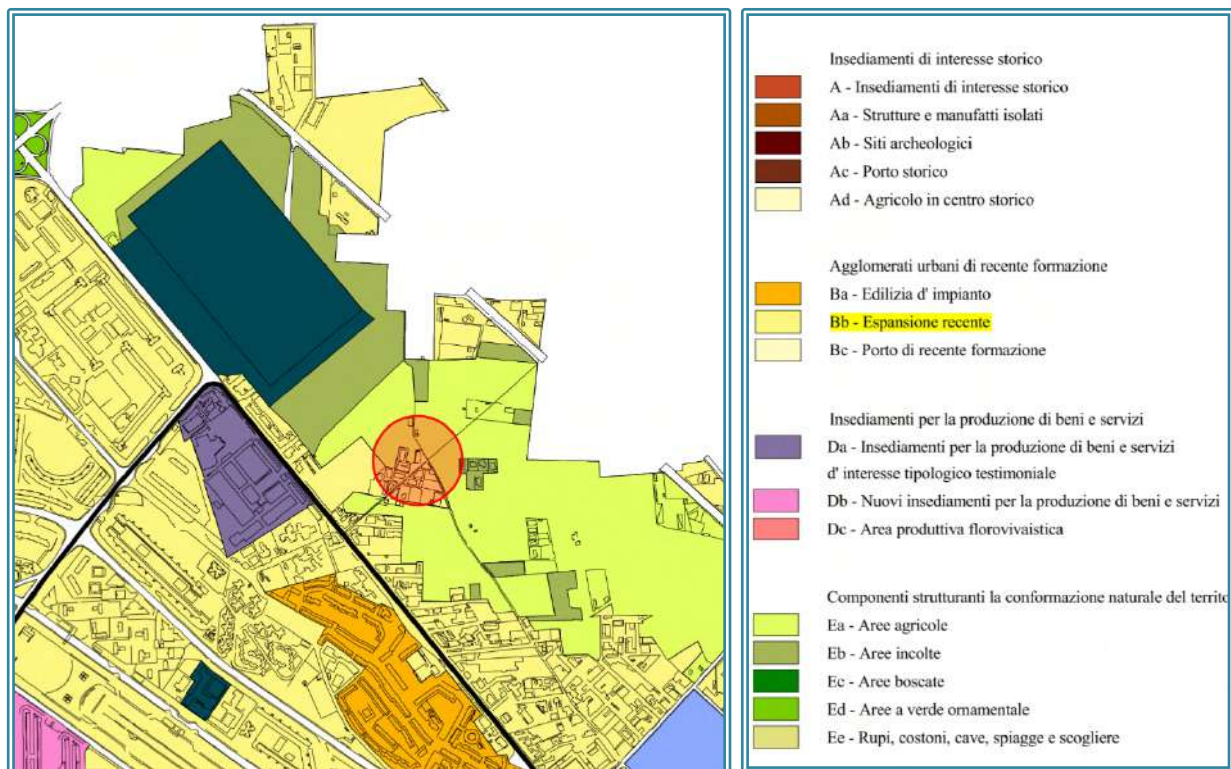 Insediamenti di interesse storico
A - Insediamenti di interesse storico
Aa - Strutture e manufatti isolati
Ab - Siti archeologici
Ac - Porto storico
Ad - Agricolo in centro storico
Agglomerati urbani di recente formazione
Ba - Edilizia d' impianto
Bb - Espansione recente
Bc - Porto di recente formazione
Insediamenti per la produzione di beni e servizi
Da - Insediamenti per la produzione di beni e servizi
d' interesse tipologico testimoniale
Db - Nuovi insediamenti per la produzione di beni e servizi
Dc - Area produttiva florovivaistica
Componenti strutturanti la conformazione naturale del territo
Ea - Aree agricole
Eb - Aree incolte
Ec - Aree boscate
Ed - Aree a verde ornamentale
Ee - Rupi, costoni, cave, spiagge e scogliere